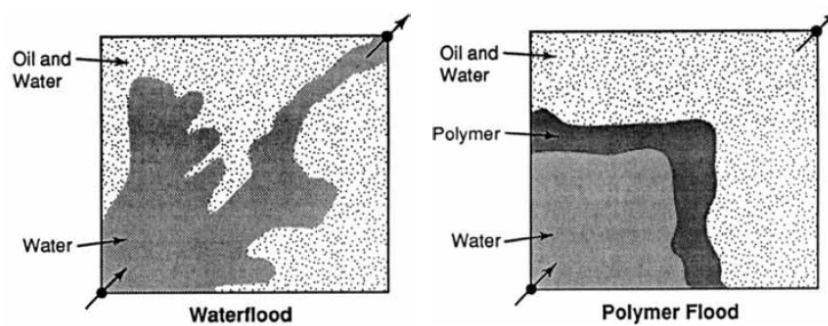 Oil and
Water
Water
Waterflood
Oil and
Water
Polymer
Water
Polymer Flood